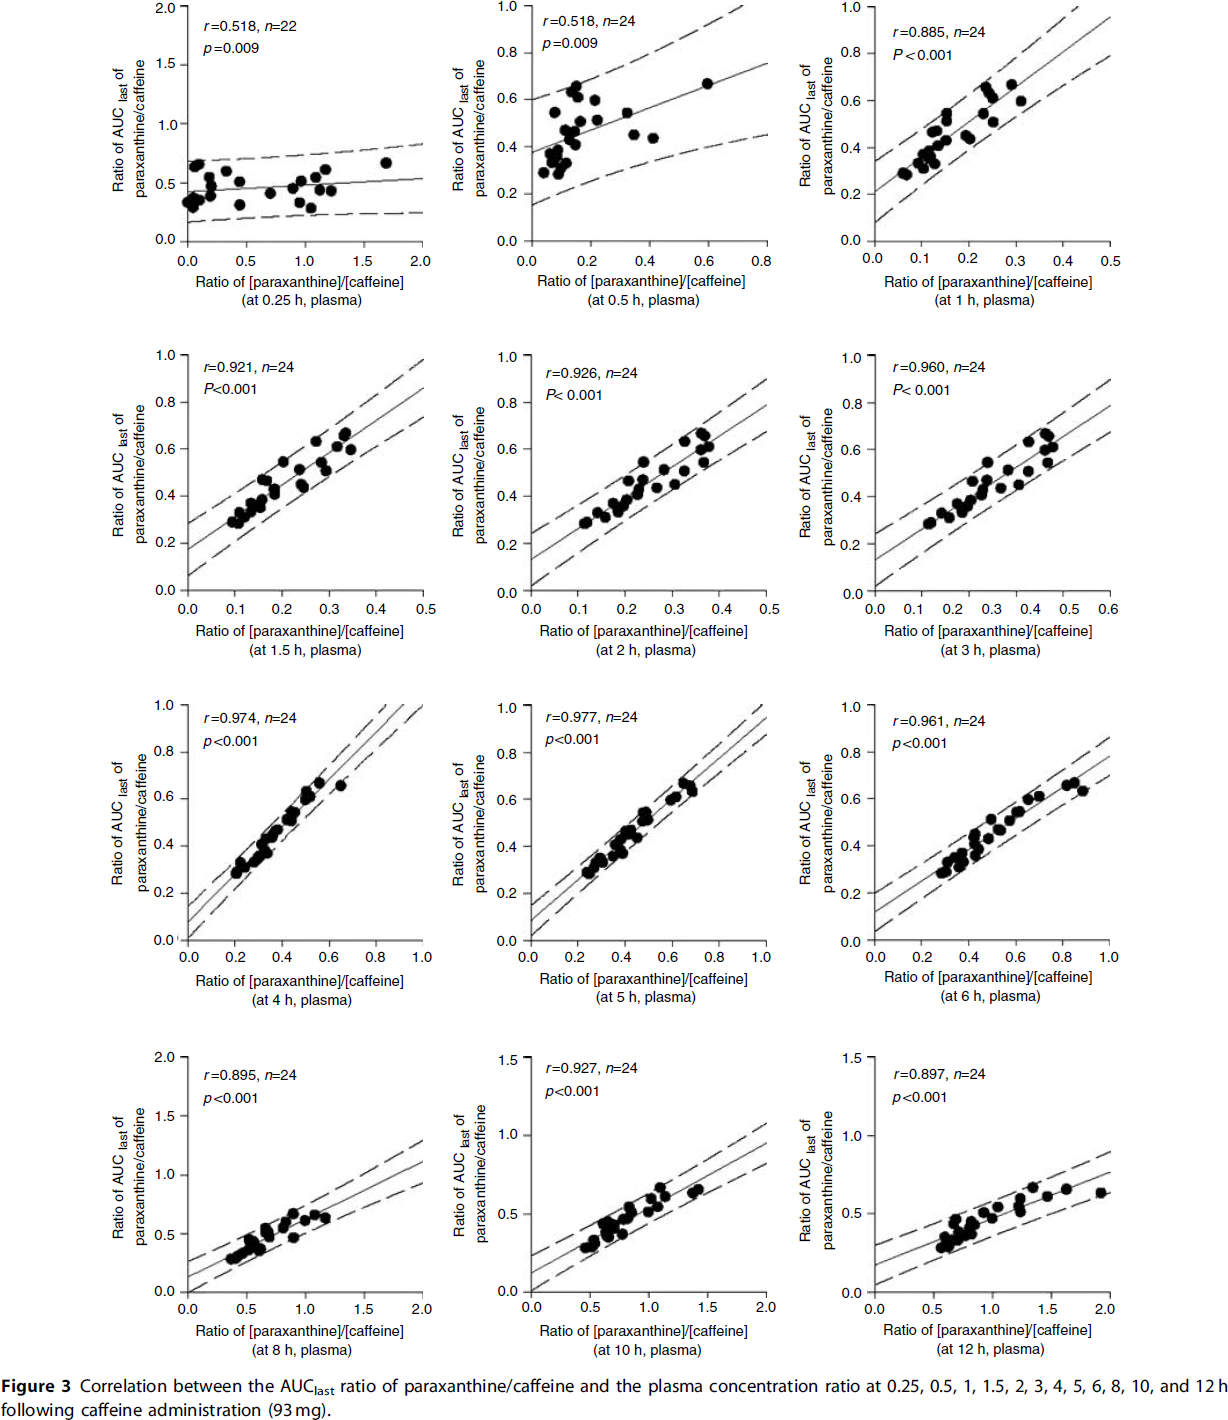 2.0
1.5
1.0
0.5
0.0
r=0.518, n=22
p=0.009
Ratio of AUC last of
paraxanthine/caffeine
0.0 0.5 1.0 1.5 2.0
Ratio of [paraxanthine]/[caffeine]
(at 0.25 h, plasma)
1.0
0.8
0.6
0.4
0.2
0.0
r=0.518, n=24
p=0.009
Ratio of AUC last of
paraxanthine/caffeine
0.0 0.2 0.4 0.6 0.8
Ratio of [paraxanthine]/[caffeine]
(at 0.5 h, plasma)
1.0
0.8
0.6
0.4
0.2
0.0
r=0.885, n=24
P<0.001
Ratio of AUC last of
paraxanthine/caffeine
0.0 0.1 0.2 0.3 0.4 0.5
Ratio of [paraxanthine]/[caffeine]
(at 1 h, plasma)
1.0
0.8
0.6
0.4
0.2
0.0
r=0.921, n=24
P<0.001
Ratio of AUC last of
paraxanthine/caffeine
0.0 0.1 0.2 0.3 0.4 0.5
Ratio of [paraxanthine]/[caffeine]
(at 1.5 h, plasma)
1.0
0.8
0.6
0.4
0.2
0.0
r=0.926, n=24
P< 0.001
Ratio of AUC last of
paraxanthine/caffeine
0.0 0.1 0.2 0.3 0.4 0.5
Ratio of [paraxanthine]/[caffeine]
(at 2 h, plasma)
1.0
0.8
0.6
0.4
0.2
0.0
r=0.960, n=24
P< 0.001
Ratio of AUC last of
paraxanthine/caffeine
0.0 0.1 0.2 0.3 0.4 0.5 0.6
Ratio of [paraxanthine]/[caffeine]
(at 3 h, plasma)
1.0
0.8
0.6
0.4
0.2
0.0
r=0.974, n=24
p<0.001
Ratio of AUC last of
paraxanthine/caffeine
0.0 0.2 0.4 0.6 0.8 1.0
Ratio of [paraxanthine]/[caffeine]
(at 4 h, plasma)
1.0
0.8
0.6
0.4
0.2
0.0
r=0.977, n=24
p<0.001
Ratio of AUC last of
paraxanthine/caffeine
0.0 0.2 0.4 0.6 0.8 1.0
Ratio of [paraxanthine]/[caffeine]
(at 5 h, plasma)
1.0
0.8
0.6
0.4
0.2
0.0
r=0.961, n=24
p<0.001
Ratio of AUC last of
paraxanthine/caffeine
0.0 0.2 0.4 0.6 0.8 1.0
Ratio of [paraxanthine]/[caffeine]
(at 6 h, plasma)
2.0
1.5
1.0
0.5
0.0
r=0.895, n=24
p<0.001
Ratio of AUC last of
paraxanthine/caffeine
0.0 0.5 1.0 1.5 2.0
Ratio of [paraxanthine]/[caffeine]
(at 8 h, plasma)
1.5
1.0
0.5
0.0
r=0.927, n=24
p<0.001
Ratio of AUC last of
paraxanthine/caffeine
0.0 0.5 1.0 1.5 2.0
Ratio of [paraxanthine]/[caffeine]
(at 10 h, plasma)
1.5
1.0
0.5
0.0
r=0.897, n=24
p<0.001
Ratio of AUC last of
paraxanthine/caffeine
0.0 0.5 1.0 1.5 2.0
Ratio of [paraxanthine]/[caffeine]
(at 12 h, plasma)
Figure 3 Correlation between the AUClast ratio of paraxanthine/caffeine and the plasma concentration ratio at 0.25, 0.5, 1, 1.5, 2, 3, 4, 5, 6, 8, 10, and 12 h
following caffeine administration (93 mg).